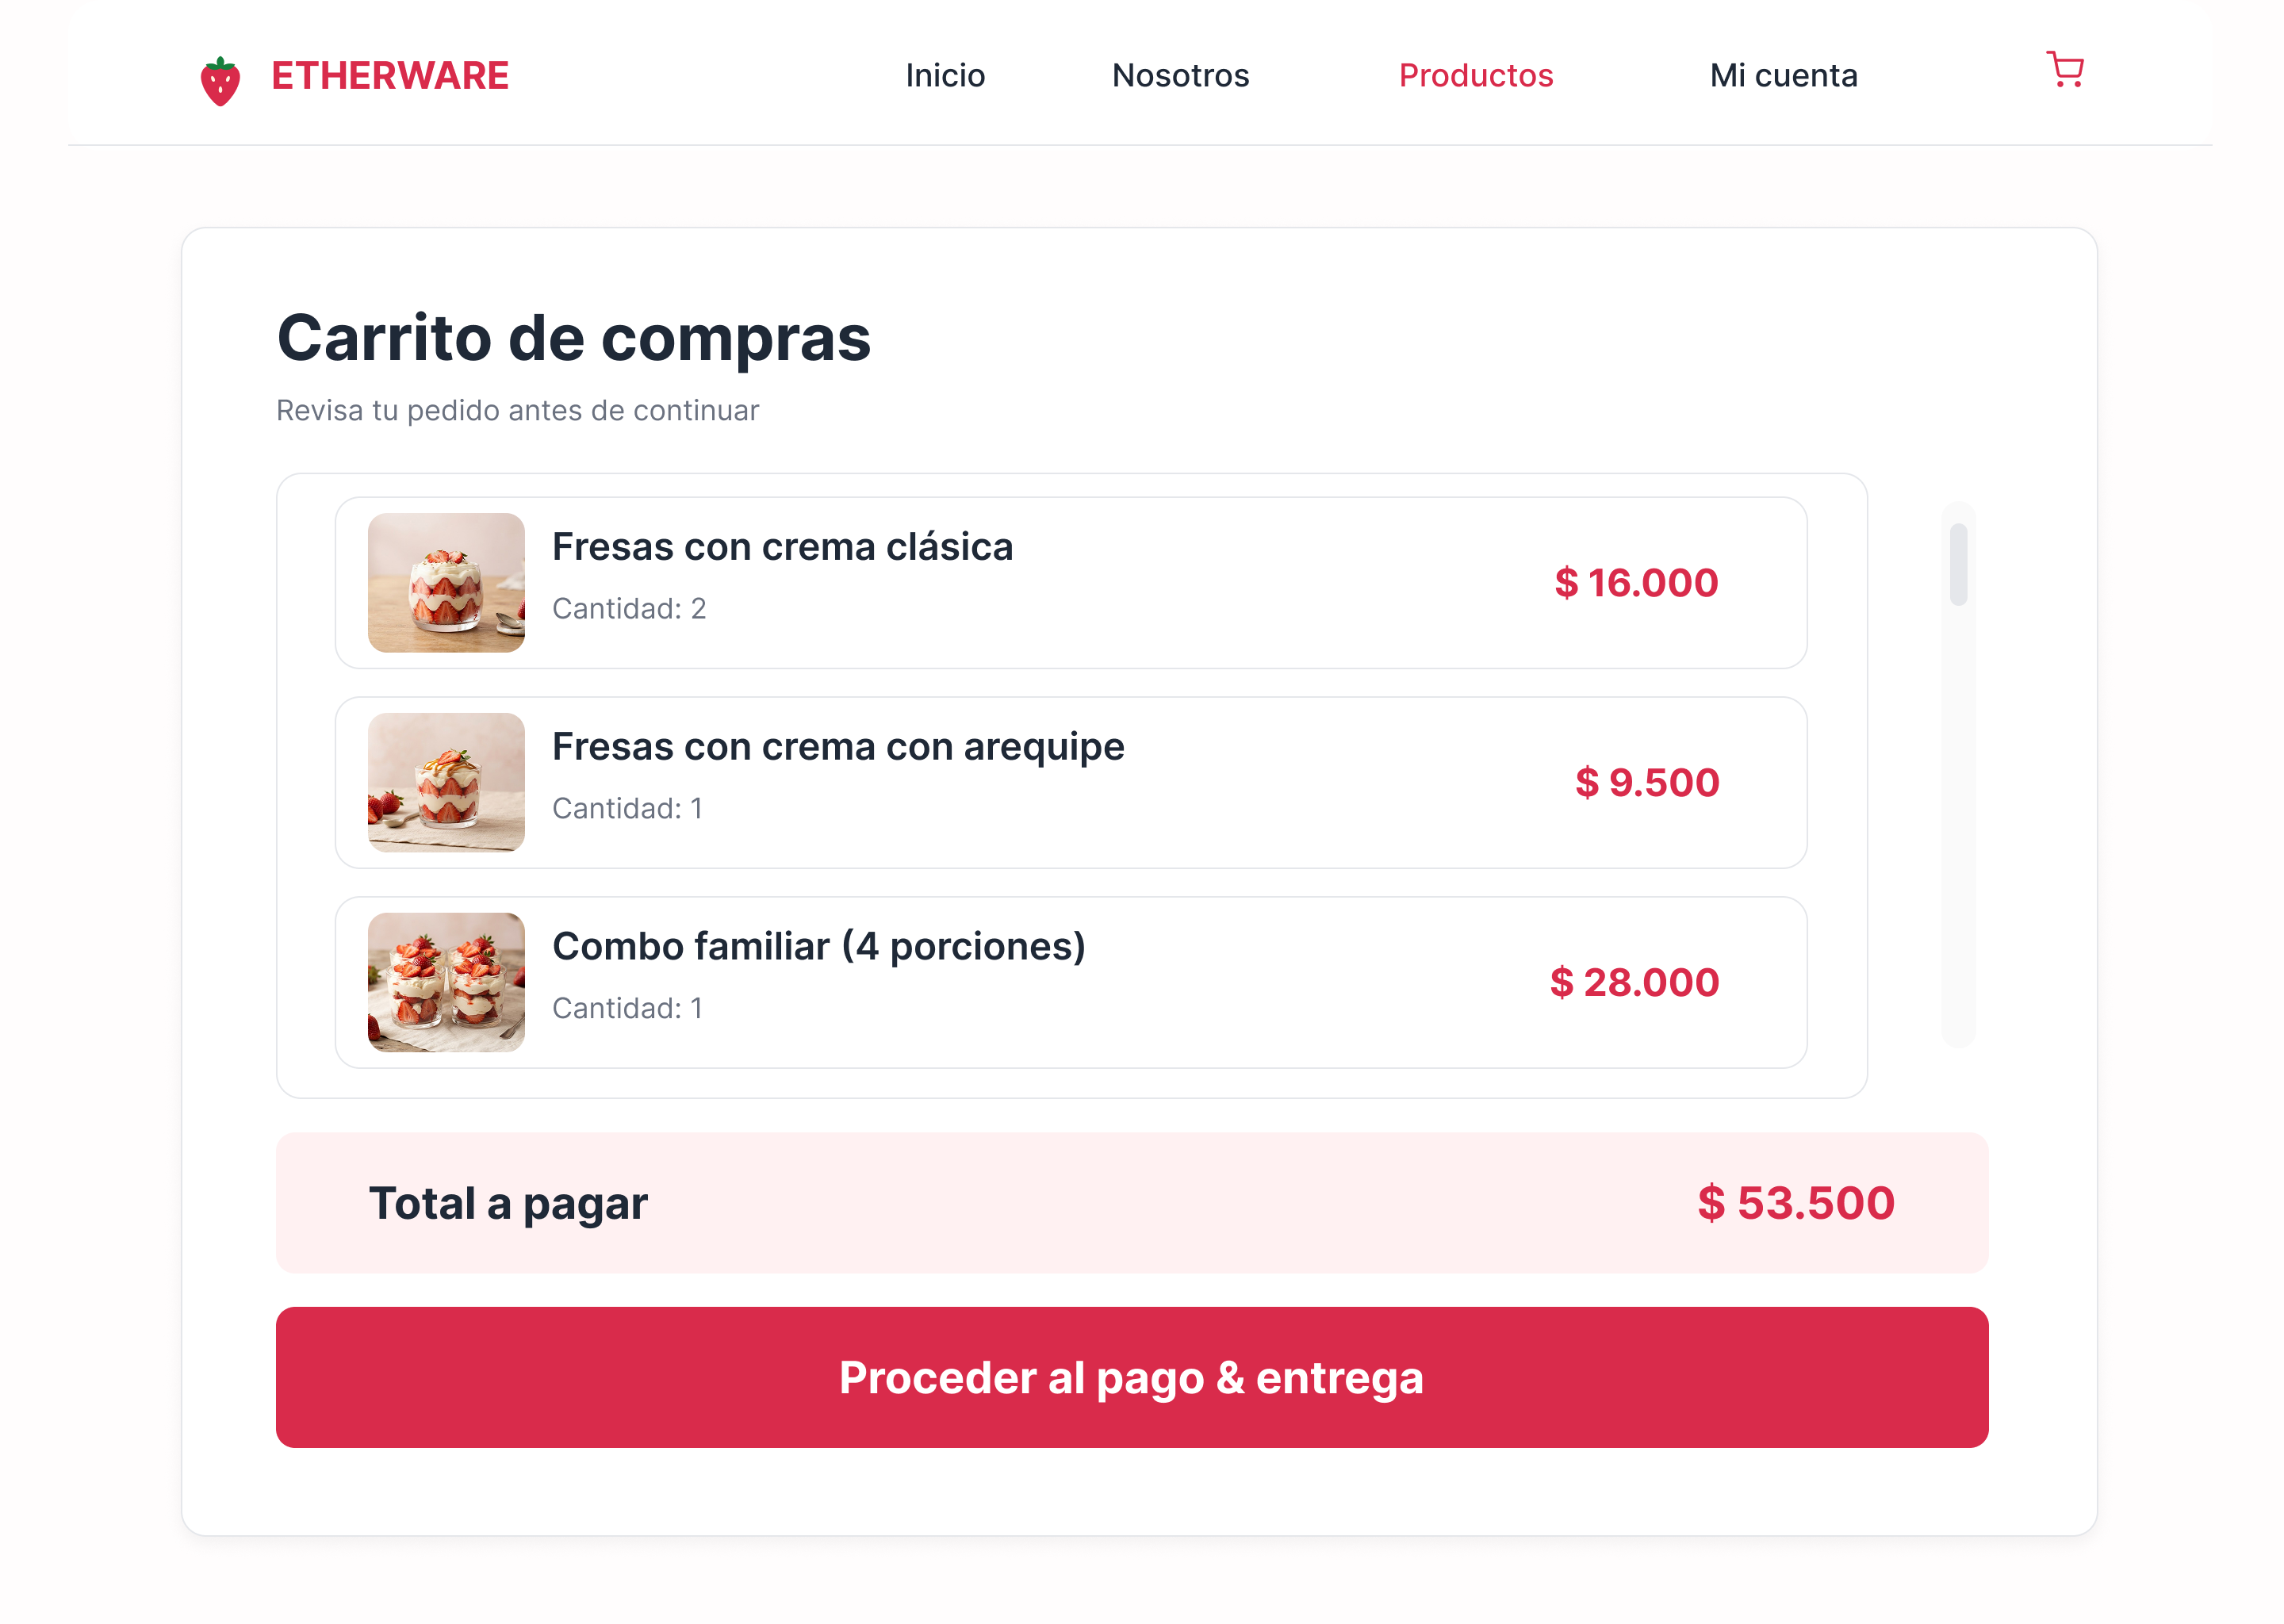 ETHERWARE
Inicio
Nosotros
Productos
Mi cuenta
Carrito de compras
Revisa tu pedido antes de continuar
Fresas con crema clásica
Cantidad: 2
$ 16.000
Fresas con crema con arequipe
Cantidad: 1
$ 9.500
Combo familiar (4 porciones)
Cantidad: 1
$ 28.000
Total a pagar
$ 53.500
Proceder al pago & entrega